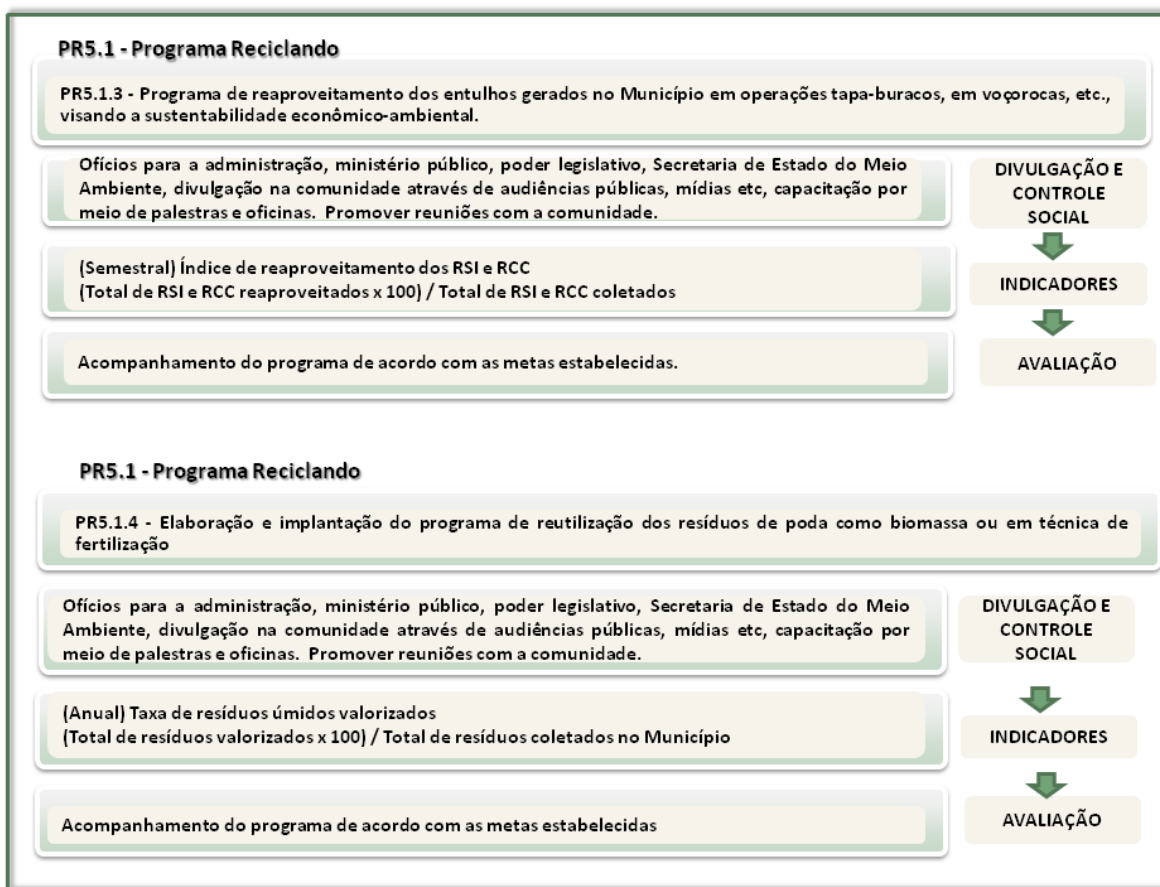 PR5.1 - Programa Reciclando
PR5.1.3 - Programa de reaproveitamento dos entulhos gerados no Município em operações tapa-buracos, em voçorocas, etc.,
visando a sustentabilidade econômico-ambiental.
Ofícios para a administração, ministério público, poder legislativo, Secretaria de Estado do Meio
Ambiente, divulgação na comunidade através de audiências públicas, mídias etc, capacitação por
meio de palestras e oficinas. Promover reuniões com a comunidade.
DIVULGAÇÃO E
CONTROLE
SOCIAL
(Semestral) Índice de reaproveitamento dos RSI e RCC
(Total de RSI e RCC reaproveitados x 100) / Total de RSI e RCC coletados
INDICADORES
Acompanhamento do programa de acordo com as metas estabelecidas.
AVALIAÇÃO
PR5.1 - Programa Reciclando
PR5.1.4 - Elaboração e implantação do programa de reutilização dos resíduos de poda como biomassa ou em técnica de
fertilização
Ofícios para a administração, ministério público, poder legislativo, Secretaria de Estado do Meio
Ambiente, divulgação na comunidade através de audiências públicas, mídias etc, capacitação por
meio de palestras e oficinas. Promover reuniões com a comunidade.
DIVULGAÇÃO E
CONTROLE
SOCIAL
(Anual) Taxa de resíduos úmidos valorizados
(Total de resíduos valorizados x 100) / Total de resíduos coletados no Município
INDICADORES
Acompanhamento do programa de acordo com as metas estabelecidas
AVALIAÇÃO